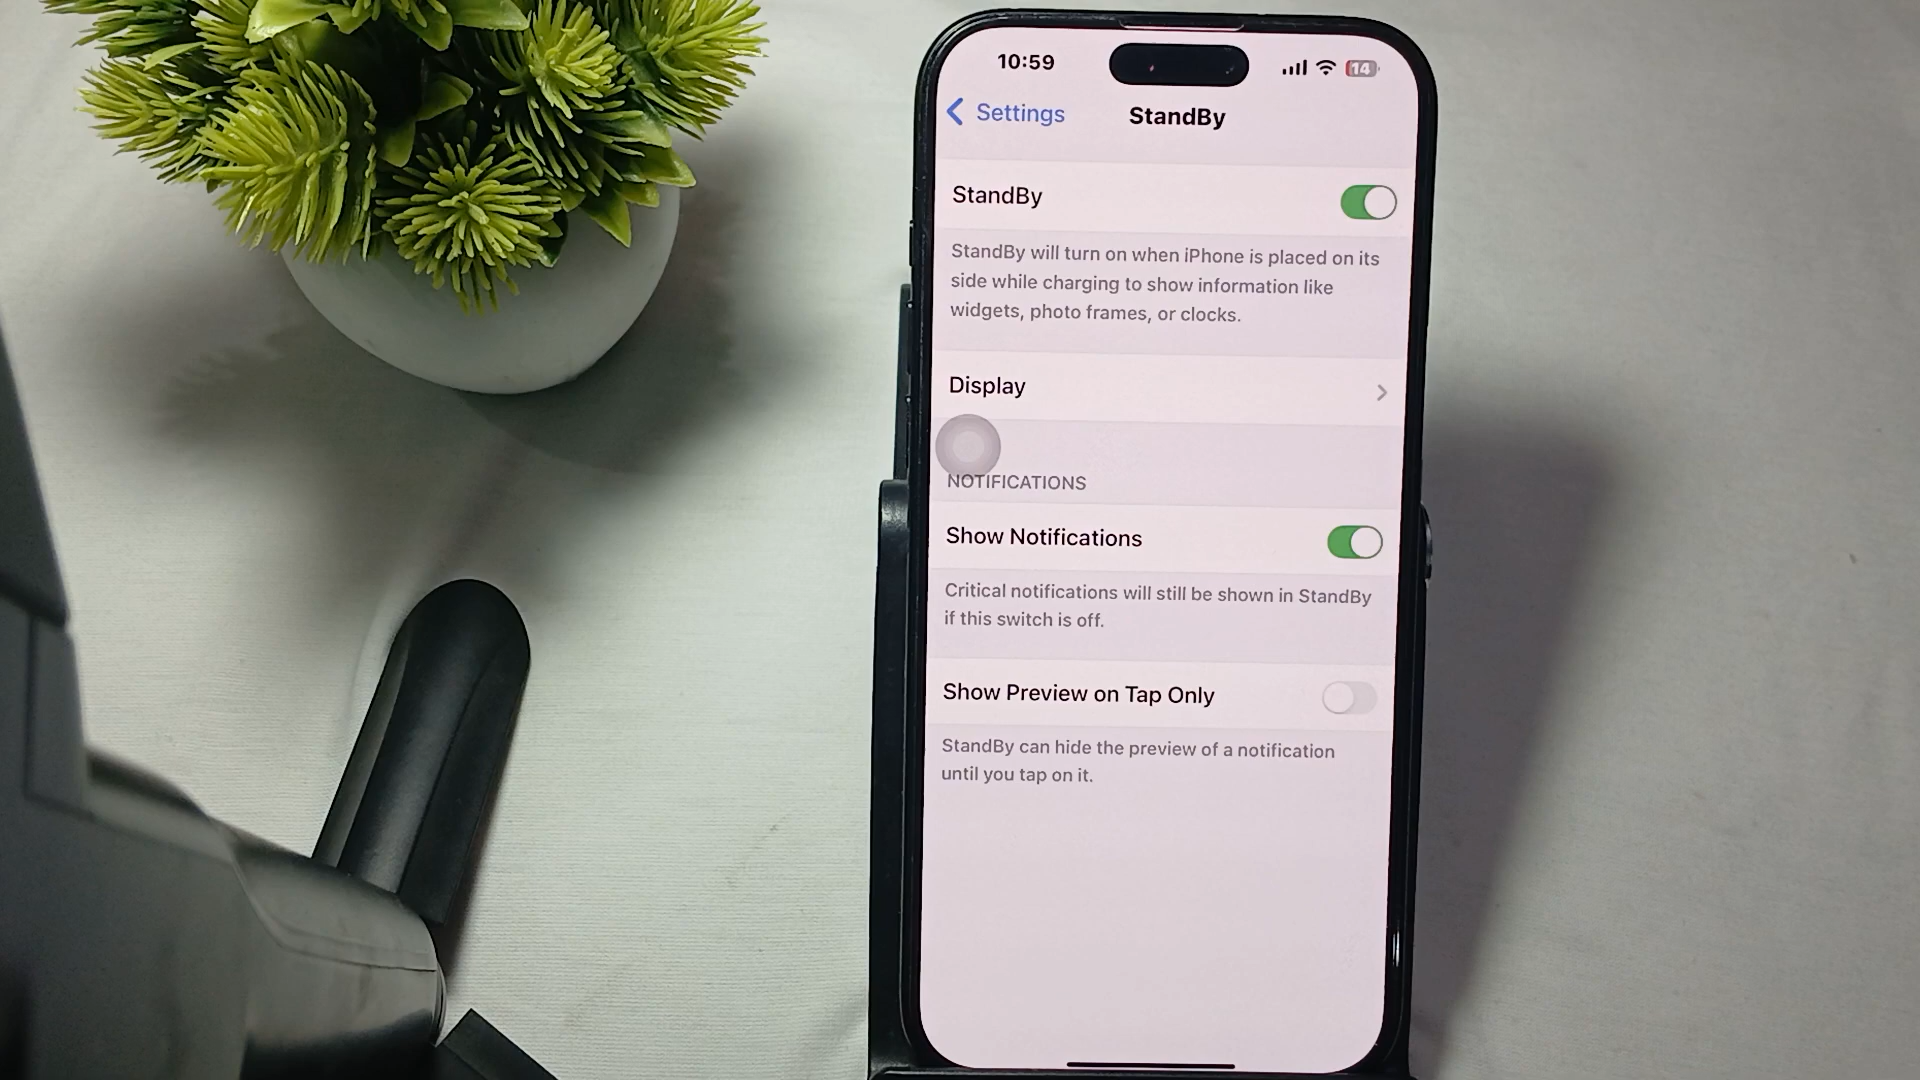 10:59
14
Settings
StandBy
StandBy
StandBy will turn on when iPhone is placed on its
side while charging to show information like
widgets, photo frames, or clocks.
Display
NOTIFICATIONS
Show Notifications
Critical notifications will still be shown in StandBy
if this switch is off.
Show Preview on Tap Only
StandBy can hide the preview of a notification
until you tap on it.